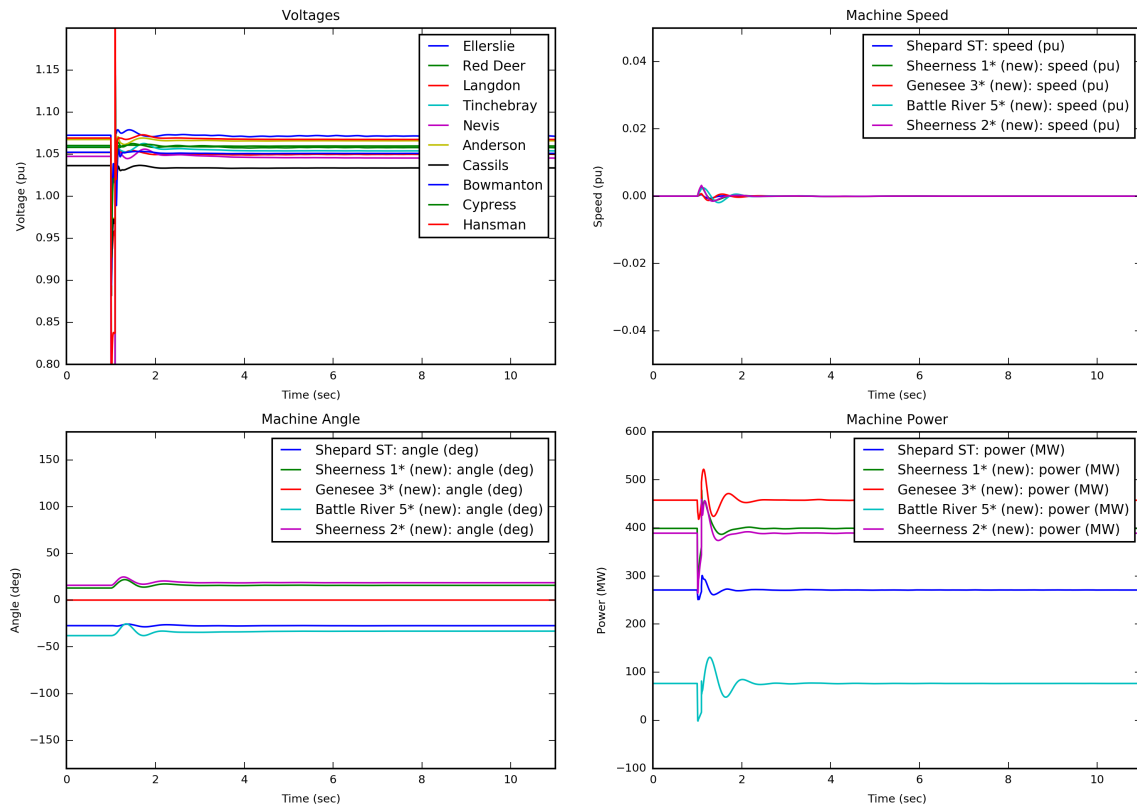 Voltages
Voltage (pu)
1.15
1.10
1.05
1.00
0.95
0.90
0.85
0.80
0 2 4 6 8 10
Time (sec)
Ellerslie
Red Deer
Langdon
Tinchebray
Nevis
Anderson
Cassils
Bowmanton
Cypress
Hansman
Machine Speed
Speed (pu)
0.04
0.02
0.00
−0.02
−0.04
0 2 4 6 8 10
Time (sec)
Shepard ST: speed (pu)
Sheerness 1* (new): speed (pu)
Genesee 3* (new): speed (pu)
Battle River 5* (new): speed (pu)
Sheerness 2* (new): speed (pu)
Machine Angle
Angle (deg)
150
100
50
0
−50
−100
−150
0 2 4 6 8 10
Time (sec)
Shepard ST: angle (deg)
Sheerness 1* (new): angle (deg)
Genesee 3* (new): angle (deg)
Battle River 5* (new): angle (deg)
Sheerness 2* (new): angle (deg)
Machine Power
Power (MW)
600
500
400
300
200
100
0
−100
0 2 4 6 8 10
Time (sec)
Shepard ST: power (MW)
Sheerness 1* (new): power (MW)
Genesee 3* (new): power (MW)
Battle River 5* (new): power (MW)
Sheerness 2* (new): power (MW)